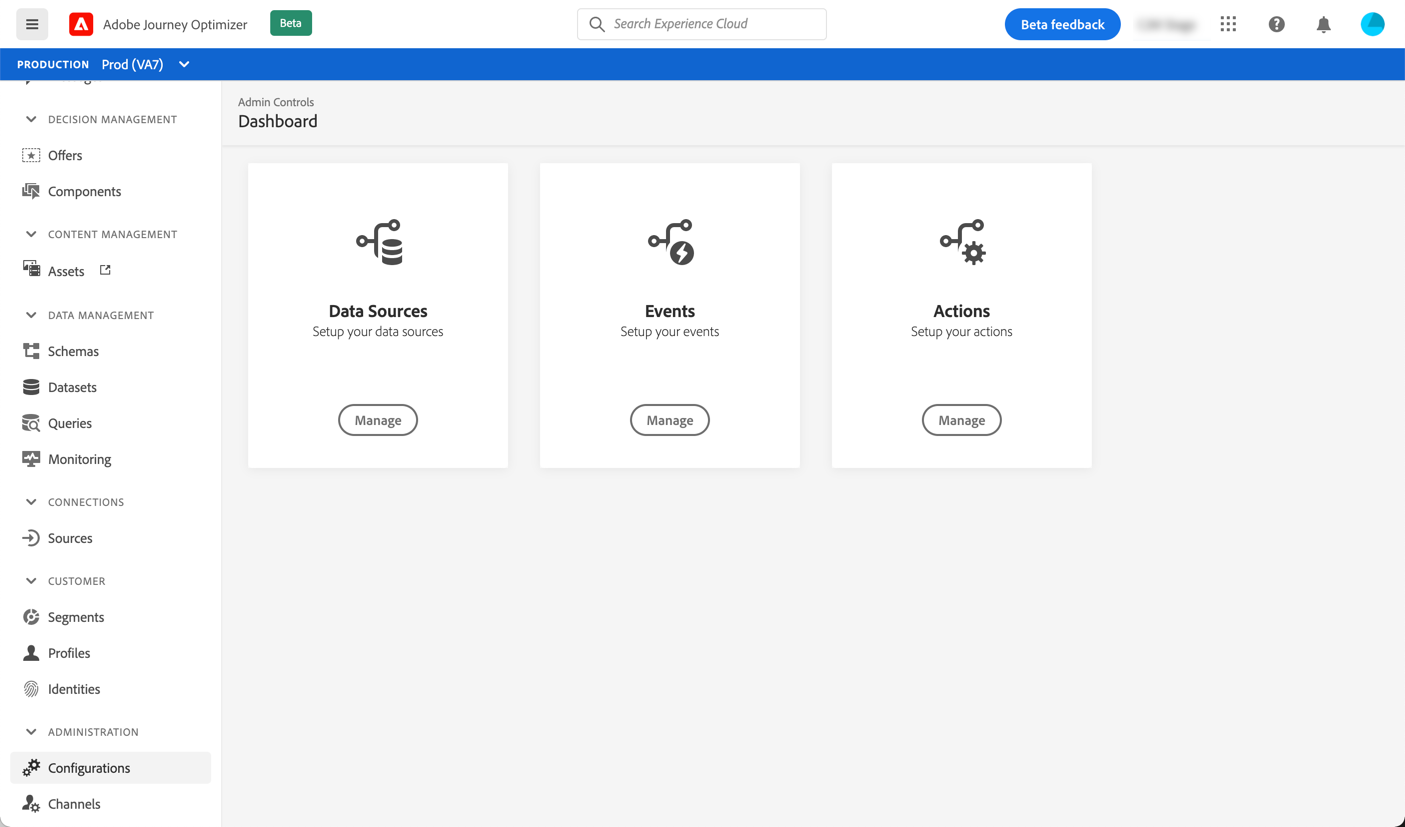 Adobe Journey Optimizer
Beta
Search Experience Cloud
Beta feedback
PRODUCTION Prod (VA7)
DECISION MANAGEMENT
Offers
Components
CONTENT MANAGEMENT
Assets
DATA MANAGEMENT
Schemas
Datasets
Queries
Monitoring
CONNECTIONS
Sources
CUSTOMER
Segments
Profiles
Identities
ADMINISTRATION
Configurations
Channels
Admin Controls
Dashboard
Data Sources
Setup your data sources
Manage
Events
Setup your events
Manage
Actions
Setup your actions
Manage